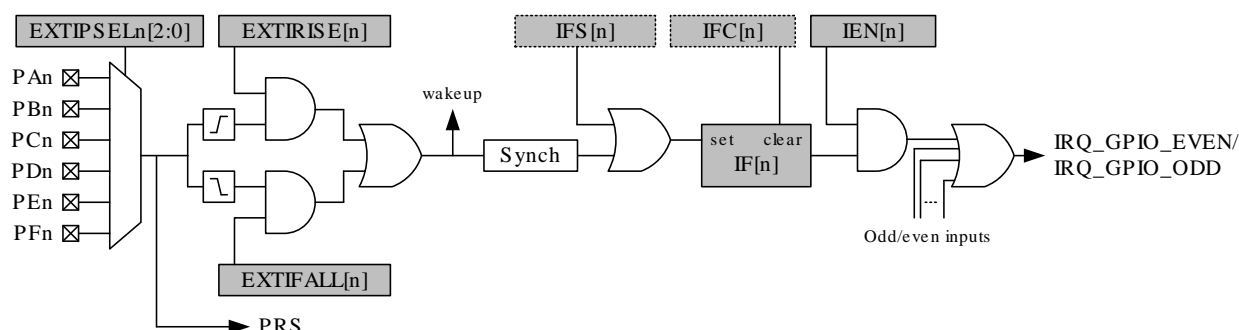 EXTIPSELn[2:0]
EXTIRISE[n]
IFS[n]
IFC[n]
IEN[n]
PAn
PBn
PCn
PDn
PEn
PFn
wakeup
Synch
set clear
IF[n]
IRQ_GPIO_EVEN/
IRQ_GPIO_ODD
...
Odd/even inputs
EXTIFALL[n]
PRS